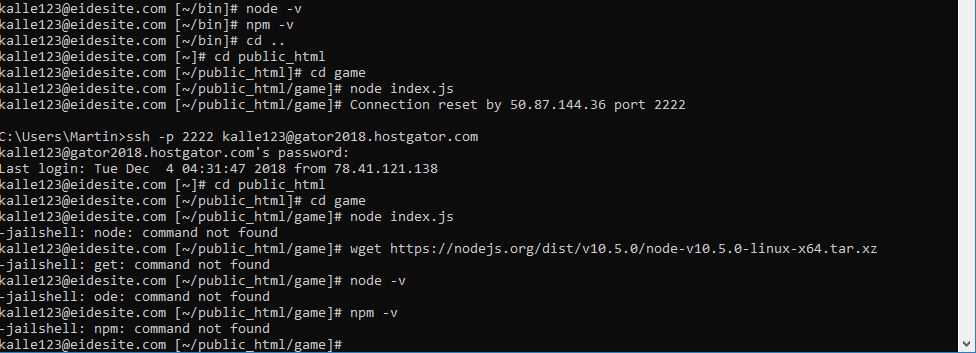 kalle123@eidesite.com [~/bin]# node -v
kalle123@eidesite.com [~/bin]# npm -v
kalle123@eidesite.com [~/bin]# cd ..
kalle123@eidesite.com [~]# cd public_html
kalle123@eidesite.com [~/public_html]# cd game
kalle123@eidesite.com [~/public_html/game]# node index.js
kalle123@eidesite.com [~/public_html/game]# Connection reset by 50.87.144.36 port 2222
C:\Users\Martin>ssh -p 2222 kalle123@gator2018.hostgator.com
kalle123@gator2018.hostgator.com's password:
Last login: Tue Dec  4 04:31:47 2018 from 78.41.121.138
kalle123@eidesite.com [~]# cd public_html
kalle123@eidesite.com [~/public_html]# cd game
kalle123@eidesite.com [~/public_html/game]# node index.js
-jailshell: node: command not found
kalle123@eidesite.com [~/public_html/game]# wget https://nodejs.org/dist/v10.5.0/node-v10.5.0-linux-x64.tar.xz
-jailshell: get: command not found
kalle123@eidesite.com [~/public_html/game]# node -v
-jailshell: ode: command not found
kalle123@eidesite.com [~/public_html/game]# npm -v
-jailshell: npm: command not found
kalle123@eidesite.com [~/public_html/game]#